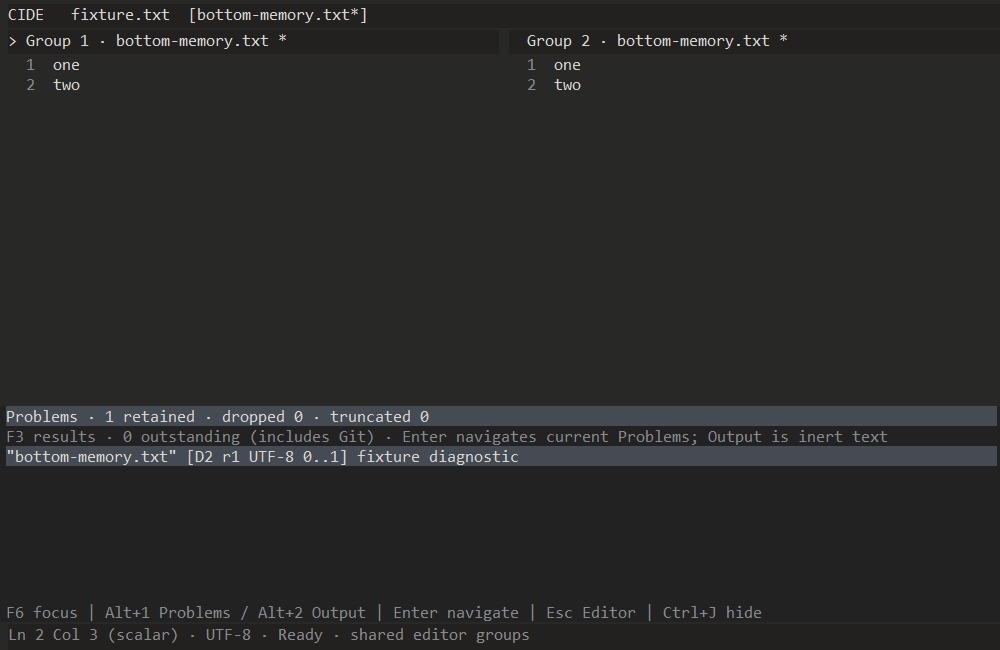 CIDE   fixture.txt  [bottom-memory.txt*]
> Group 1 · bottom-memory.txt *
1  one
2  two
Group 2 · bottom-memory.txt *
1  one
2  two
Problems · 1 retained · dropped 0 · truncated 0
F3 results · 0 outstanding (includes Git) · Enter navigates current Problems; Output is inert text
"bottom-memory.txt" [D2 r1 UTF-8 0..1] fixture diagnostic
F6 focus | Alt+1 Problems / Alt+2 Output | Enter navigate | Esc Editor | Ctrl+J hide
Ln 2 Col 3 (scalar) · UTF-8 · Ready · shared editor groups